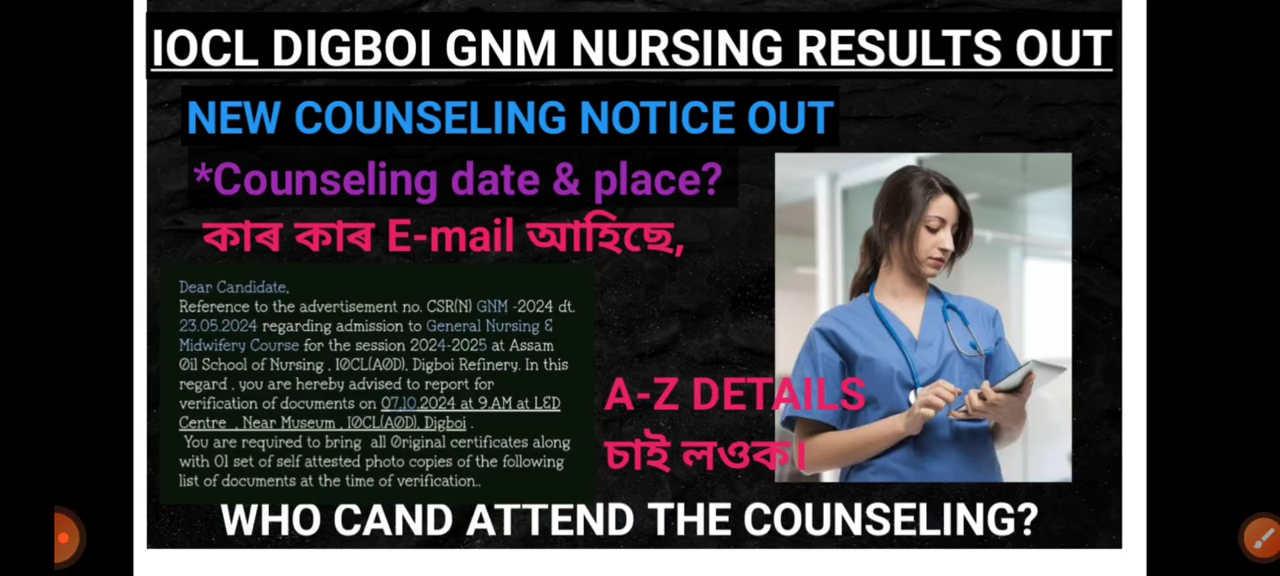 IOCL DIGBOI GNM NURSING RESULTS OUT
NEW COUNSELING NOTICE OUT
*Counseling date & place?
কাৰ কাৰ E-mail আহিছে,
Dear Candidate,
Reference to the advertisement no. CSR(N) GNM -2024 dt.
23.05.2024 regarding admission to General Nursing &
Midwifery Course for the session 2024-2025 at Assam
Oil School of Nursing , IOCL(AOD), Digboi Refinery. In this
regard , you are hereby advised to report for
verification of documents on 07.10.2024 at 9.AM at LED
Centre , Near Museum , IOCL(AOD), Digboi .
You are required to bring all Original certificates along
with 01 set of self attested photo copies of the following
list of documents at the time of verification..
A-Z DETAILS
চাই লওক।
WHO CAND ATTEND THE COUNSELING?